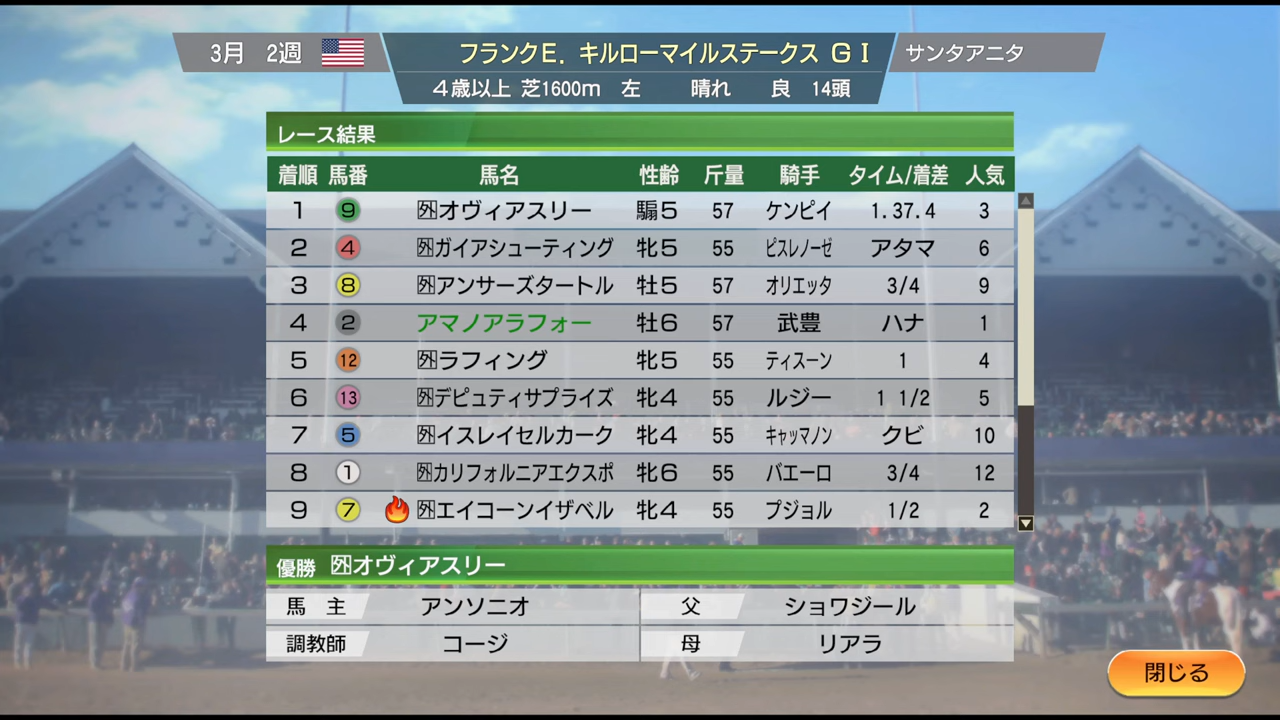 3月 2週 フランクE．キルローマイルステークス GⅠ サンタアニタ
4歳以上 芝1600m 左 晴れ 良 14頭
レース結果
着順 馬番 馬名 性齢 斤量 騎手 タイム/着差 人気
1 9 外オヴィアスリー 騸5 57 ケンピイ 1.37.4 3
2 4 外ガイアシューティング 牝5 55 ピスレノーゼ アタマ 6
3 8 外アンサーズタートル 牡5 57 オリエッタ 3/4 9
4 2 アマノアラフォー 牡6 57 武豊 ハナ 1
5 12 外ラフィング 牝5 55 ティスーン 1 4
6 13 外デピュティサプライズ 牝4 55 ルジー 1 1/2 5
7 5 外イスレイセルカーク 牝4 55 キャッマノン クビ 10
8 1 外カリフォルニアエクスポ 牝6 55 バエーロ 3/4 12
9 7 外エイコーンイザベル 牝4 55 プジョル 1/2 2
優勝 外オヴィアスリー
馬主 アンソニオ 父 ショワジール
調教師 コージ 母 リアラ
閉じる